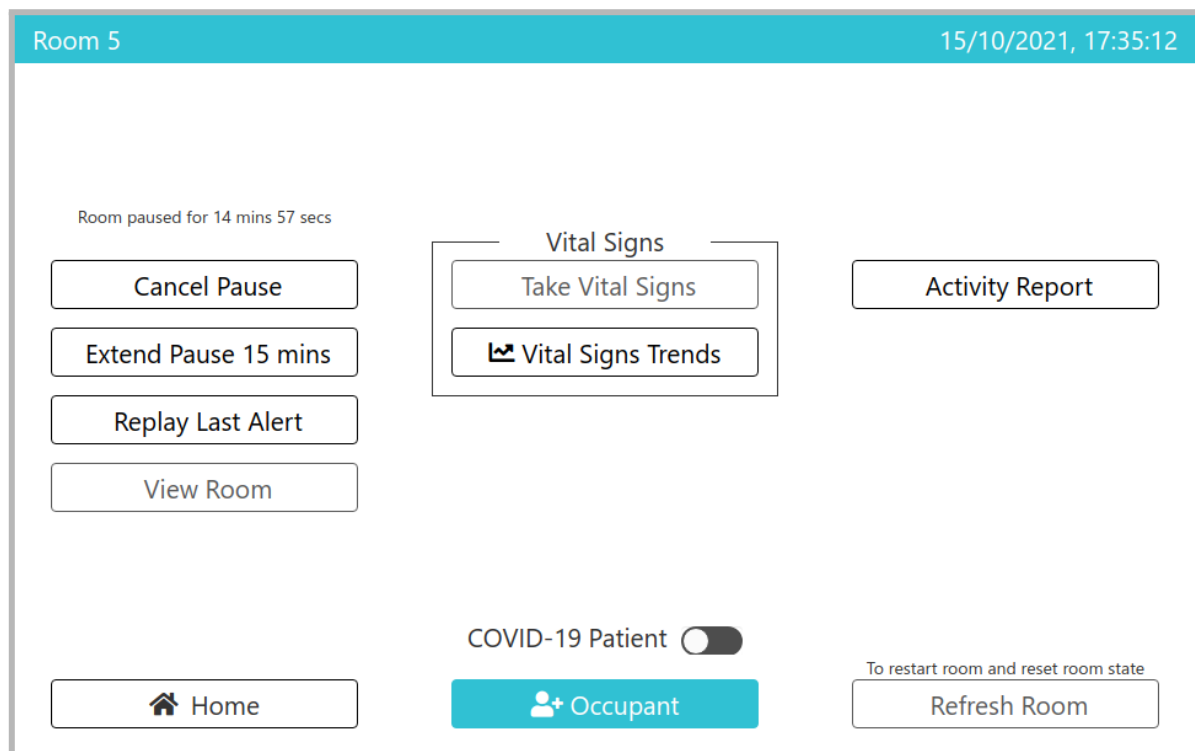 Room 5
15/10/2021, 17:35:12
Room paused for 14 mins 57 secs
Cancel Pause
Extend Pause 15 mins
Replay Last Alert
View Room
Vital Signs
Take Vital Signs
Vital Signs Trends
Activity Report
COVID-19 Patient
To restart room and reset room state
Home
Occupant
Refresh Room